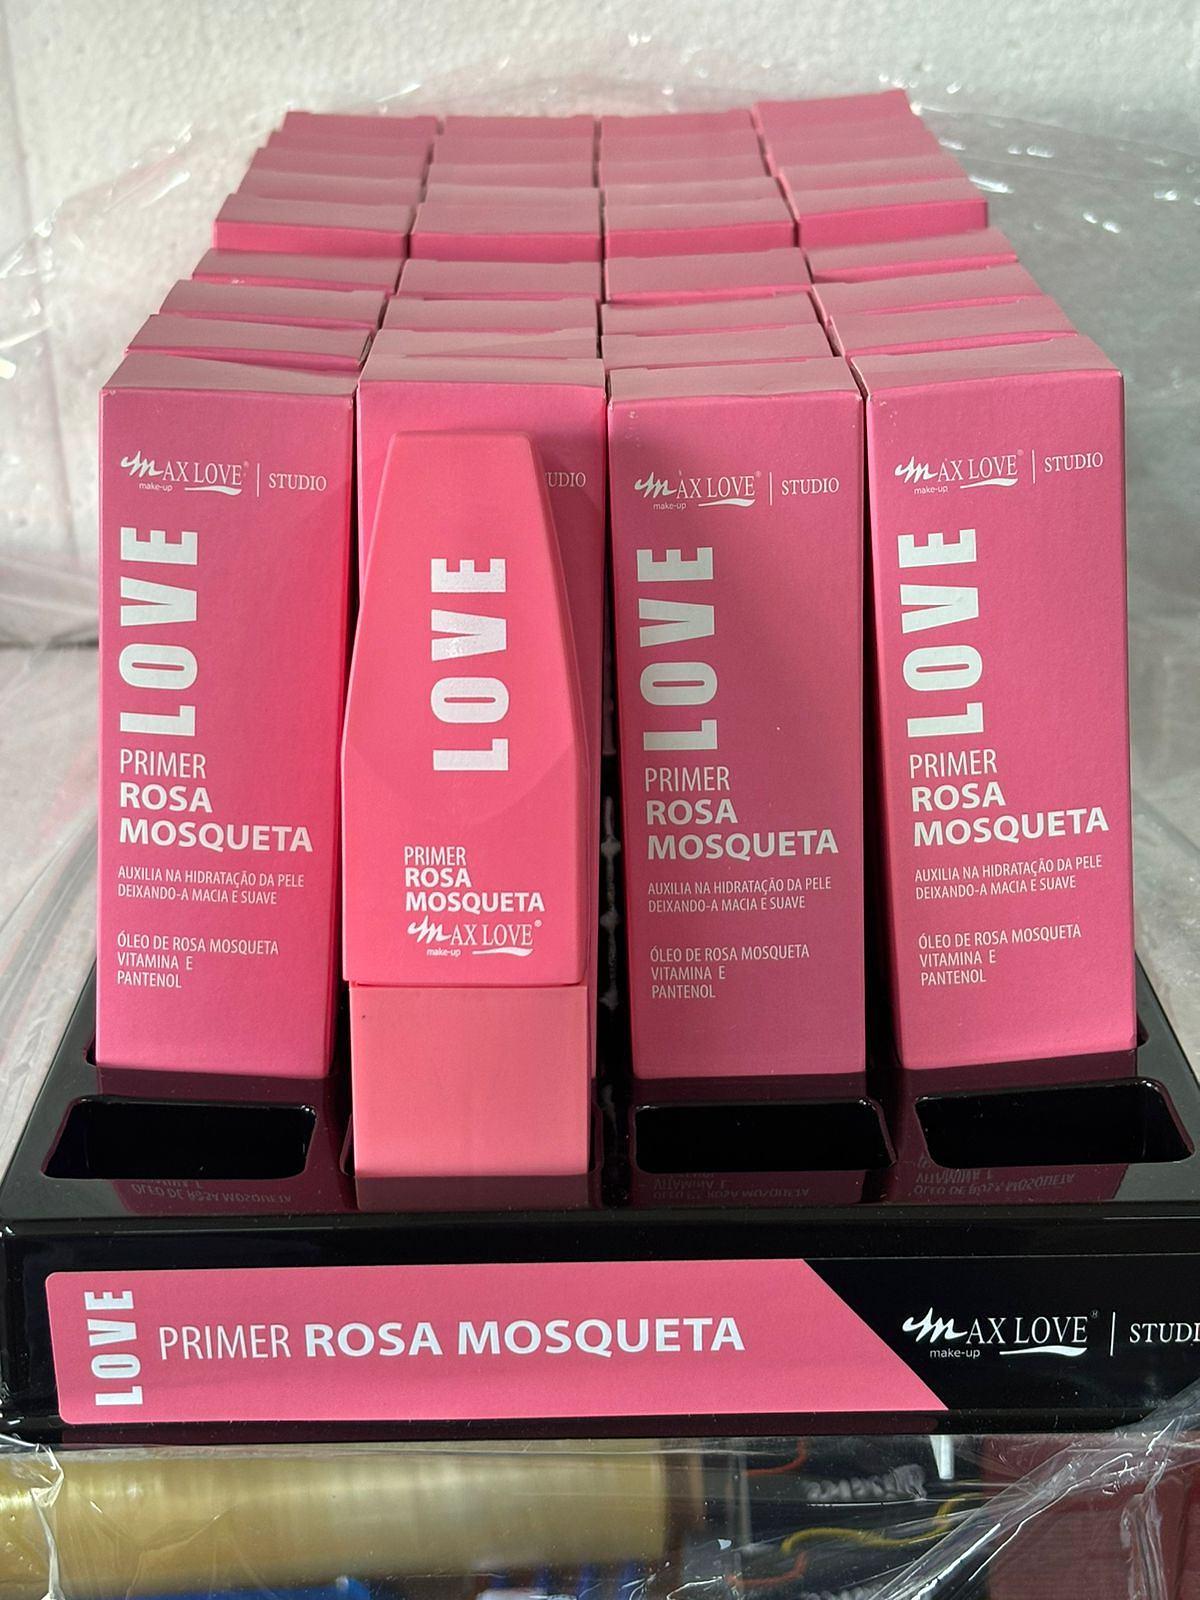 MAX LOVE® | STUDIO
make-up
LOVE
PRIMER
ROSA
MOSQUETA
AUXILIA NA HIDRATAÇÃO DA PELE
DEIXANDO-A MACIA E SUAVE
ÓLEO DE ROSA MOSQUETA
VITAMINA E
PANTENOL
UDIO
LOVE
PRIMER
ROSA
MOSQUETA
MAX LOVE®
make-up
MAX LOVE® | STUDIO
make-up
LOVE
PRIMER
ROSA
MOSQUETA
AUXILIA NA HIDRATAÇÃO DA PELE
DEIXANDO-A MACIA E SUAVE
ÓLEO DE ROSA MOSQUETA
VITAMINA E
PANTENOL
MAX LOVE® | STUDIO
make-up
LOVE
PRIMER
ROSA
MOSQUETA
AUXILIA NA HIDRATAÇÃO DA PELE
DEIXANDO-A MACIA E SUAVE
ÓLEO DE ROSA MOSQUETA
VITAMINA E
PANTENOL
LOVE
PRIMER ROSA MOSQUETA
MAX LOVE® | STUDI
make-up